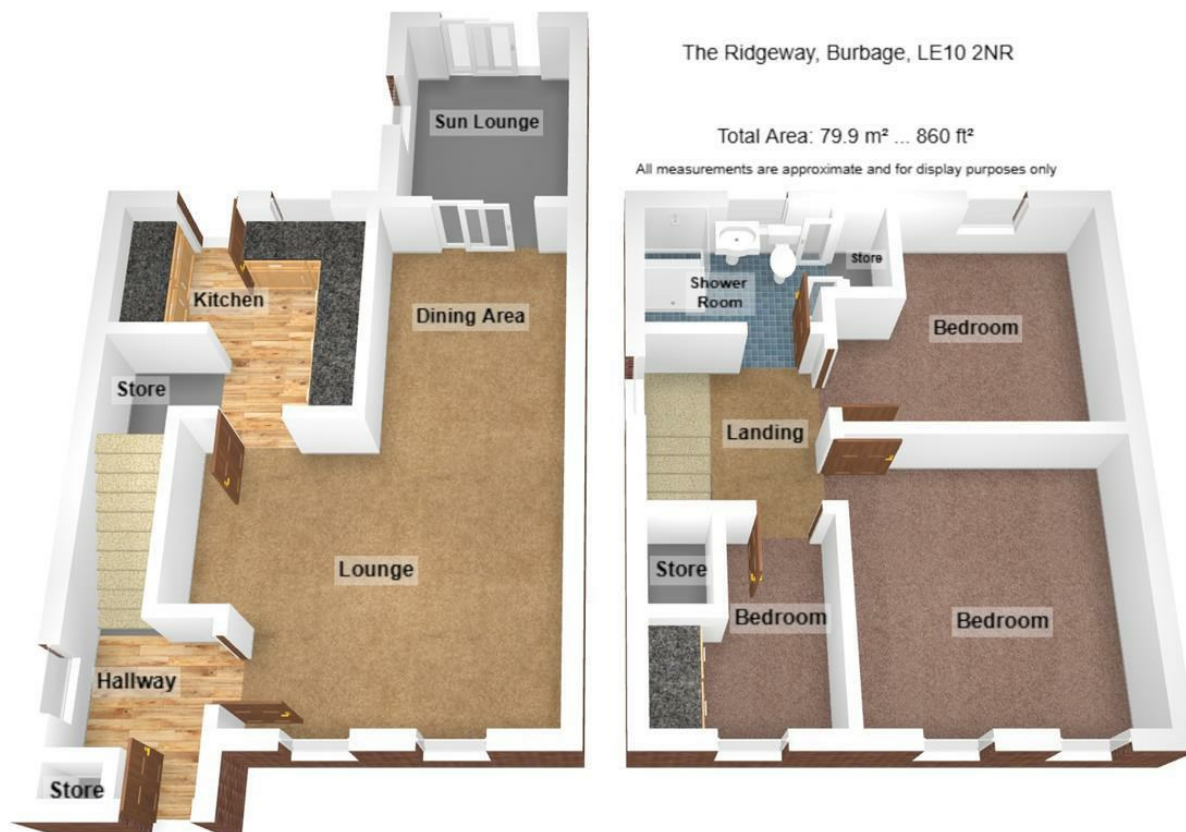 The Ridgeway, Burbage, LE10 2NR
Total Area: 79.9 m² ... 860 ft²
All measurements are approximate and for display purposes only
Sun Lounge
Kitchen
Dining Area
Store
Lounge
Hallway
Store
Shower
Room
Store
Bedroom
Landing
Store
Bedroom
Bedroom